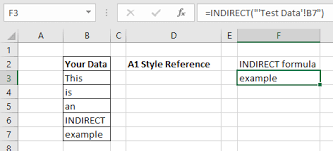 F3 fx =INDIRECT("'Test Data'!B7")
A B C D E F
1
2 Your Data A1 Style Reference INDIRECT formula
3 This example
4 is
5 an
6 INDIRECT
7 example